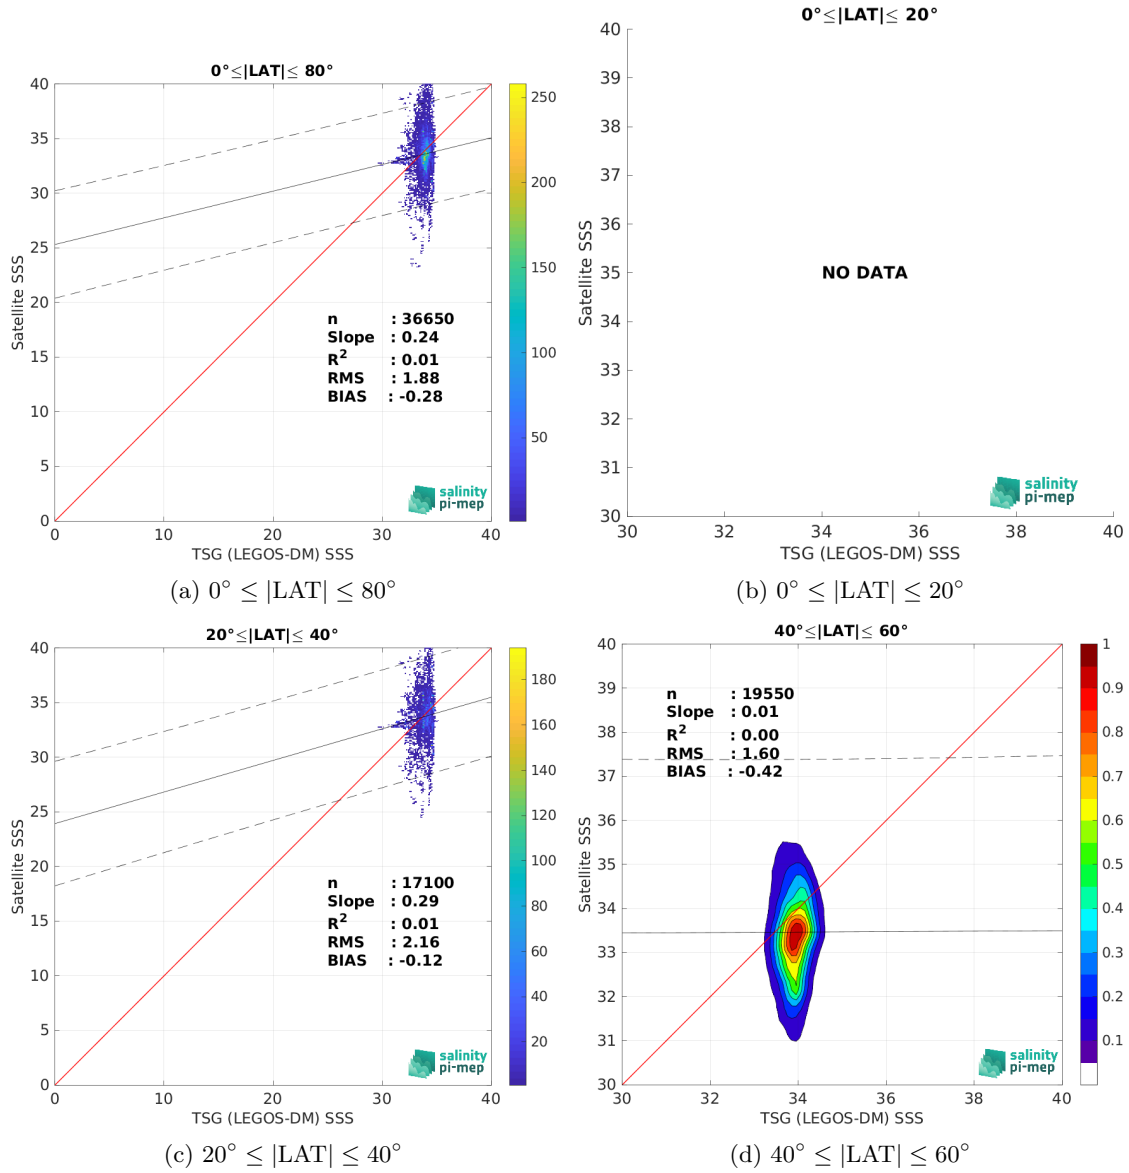 0°≤|LAT|≤ 80°
40
35
30
25
20
15
10
5
0
0
10
20
30
40
Satellite SSS
TSG (LEGOS-DM) SSS
n : 36650
Slope : 0.24
R² : 0.01
RMS : 1.88
BIAS : -0.28
salinity
pi-mep
250
200
150
100
50
(a) 0° ≤ |LAT| ≤ 80°
0°≤|LAT|≤ 20°
40
39
38
37
36
35
34
33
32
31
30
30
32
34
36
38
40
Satellite SSS
TSG (LEGOS-DM) SSS
NO DATA
salinity
pi-mep
(b) 0° ≤ |LAT| ≤ 20°
20°≤|LAT|≤ 40°
40
35
30
25
20
15
10
5
0
0
10
20
30
40
Satellite SSS
TSG (LEGOS-DM) SSS
n : 17100
Slope : 0.29
R² : 0.01
RMS : 2.16
BIAS : -0.12
salinity
pi-mep
180
160
140
120
100
80
60
40
20
(c) 20° ≤ |LAT| ≤ 40°
40°≤|LAT|≤ 60°
40
39
38
37
36
35
34
33
32
31
30
30
32
34
36
38
40
Satellite SSS
TSG (LEGOS-DM) SSS
n : 19550
Slope : 0.01
R² : 0.00
RMS : 1.60
BIAS : -0.42
salinity
pi-mep
1
0.9
0.8
0.7
0.6
0.5
0.4
0.3
0.2
0.1
(d) 40° ≤ |LAT| ≤ 60°